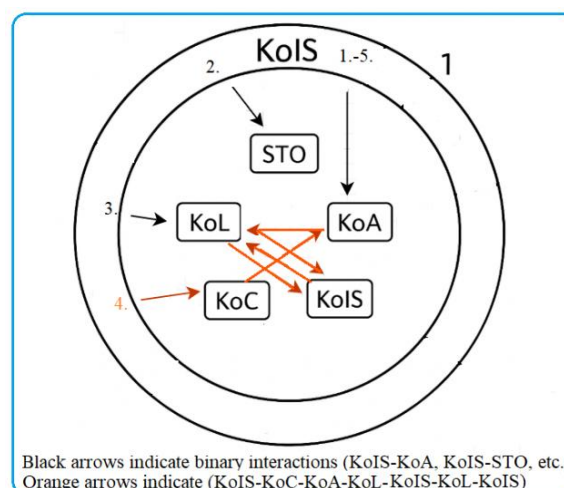 KoIS
1
2.
1.-5.
STO
3.
KoL
KoA
4.
KoC
KoIS
Black arrows indicate binary interactions (KoIS-KoA, KoIS-STO, etc.
Orange arrows indicate (KoIS-KoC-KoA-KoL-KoIS-KoL-KoIS)